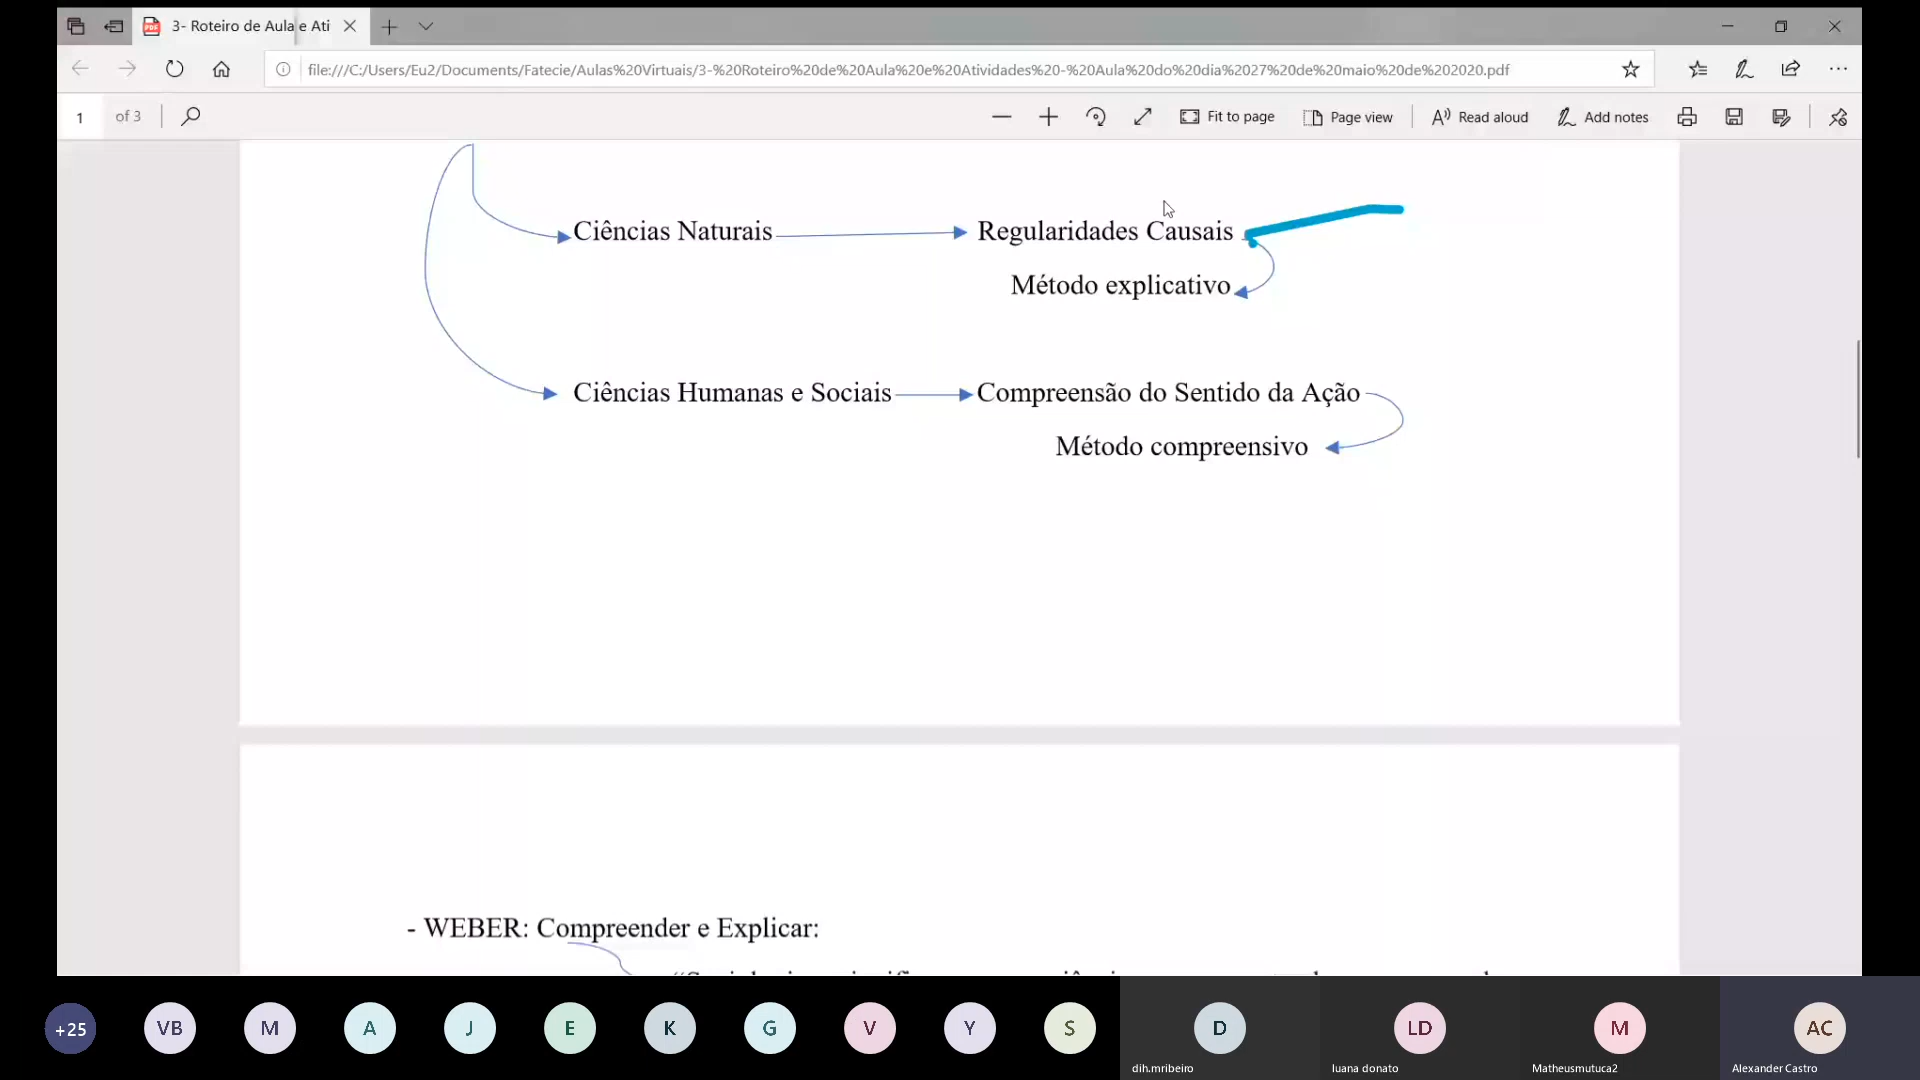 3- Roteiro de Aula e Ati
file:///C:/Users/Eu2/Documents/Fatecie/Aulas%20Virtuais/3-%20Roteiro%20de%20Aula%20e%20Atividades%20-%20Aula%20do%20dia%2027%20de%20maio%20de%202020.pdf
1 of 3 Fit to page Page view Read aloud Add notes
Ciências Naturais Regularidades Causais
Método explicativo
Ciências Humanas e Sociais Compreensão do Sentido da Ação
Método compreensivo
- WEBER: Compreender e Explicar:
+25 VB M A J E K G V Y S D LD M AC
dih.mribeiro luana donato Matheusmutuca2 Alexander Castro